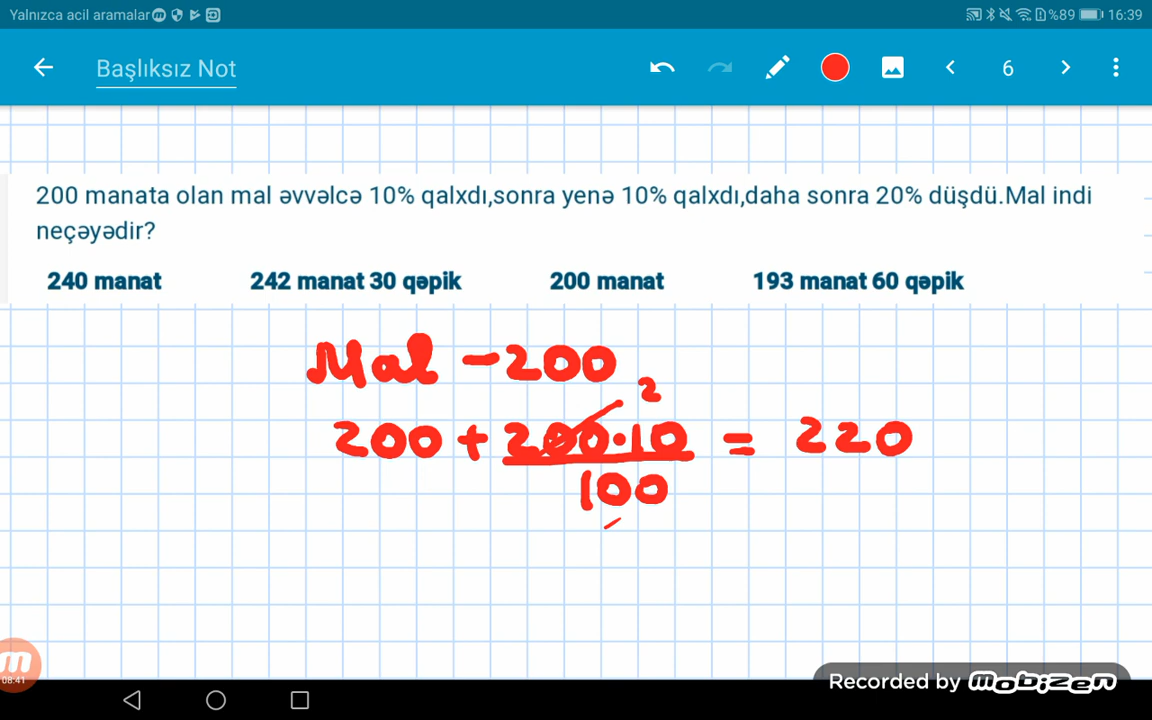 Yalnızca acil aramalar %89 16:39
Başlıksız Not 6
200 manata olan mal əvvəlcə 10% qalxdı,sonra yenə 10% qalxdı,daha sonra 20% düşdü.Mal indi
neçəyədir?
240 manat 242 manat 30 qəpik 200 manat 193 manat 60 qəpik
Mal - 200
2
200 + 200·10 = 220
100
08:41
Recorded by mobizen